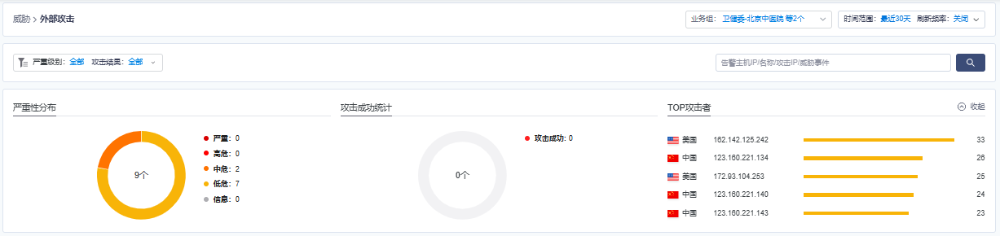 威胁 > 外部攻击
业务组： 卫健委-北京中医院 等2个
时间范围： 最近30天 刷新频率： 关闭
严重级别： 全部 攻击结果： 全部
告警主机IP/名称/攻击IP/威胁事件
严重性分布
9个
严重： 0
高危： 0
中危： 2
低危： 7
信息： 0
攻击成功统计
0个
攻击成功: 0
TOP攻击者
收起
美国 162.142.125.242 33
中国 123.160.221.134 26
美国 172.93.104.253 25
中国 123.160.221.140 24
中国 123.160.221.143 23